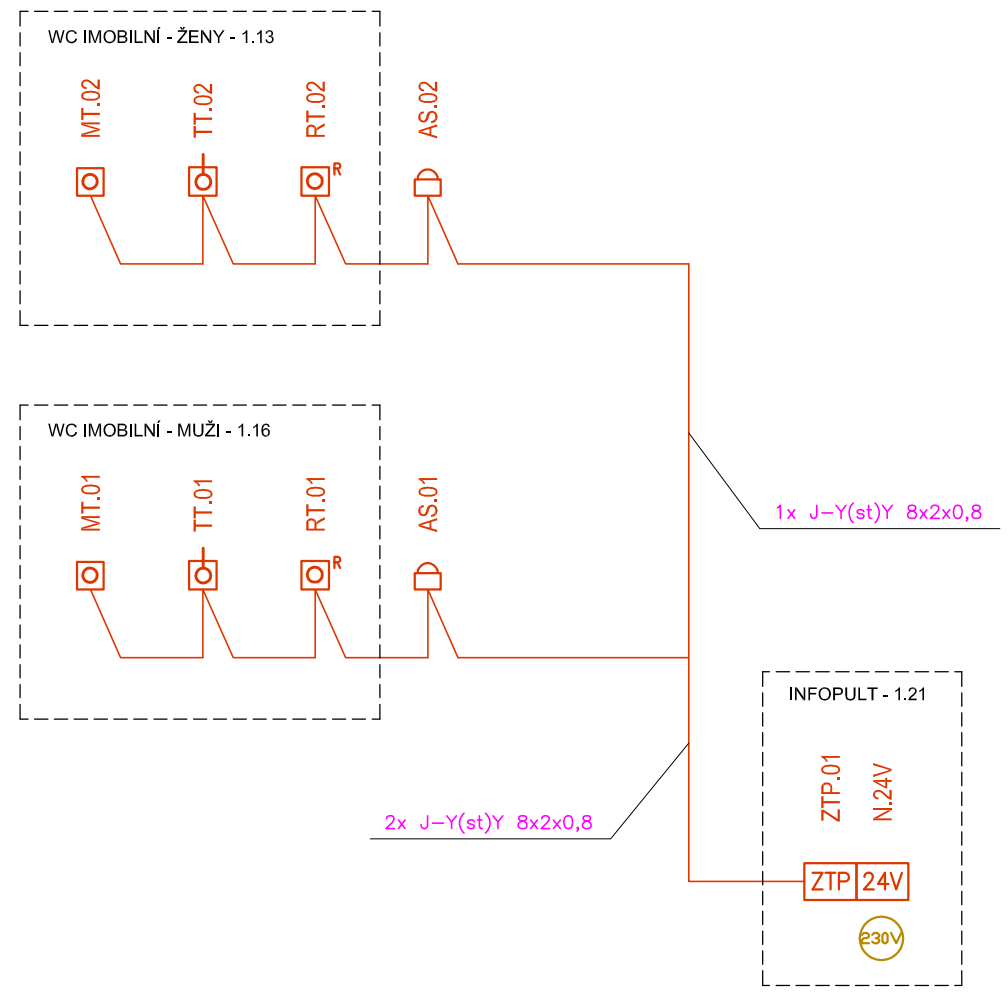 WC IMOBILNÍ - ŽENY - 1.13
MT.02
TT.02
RT.02
AS.02
R
WC IMOBILNÍ - MUŽI - 1.16
MT.01
TT.01
RT.01
AS.01
R
1x J-Y(st)Y 8x2x0,8
2x J-Y(st)Y 8x2x0,8
INFOPULT - 1.21
ZTP.01
N.24V
ZTP
24V
230V